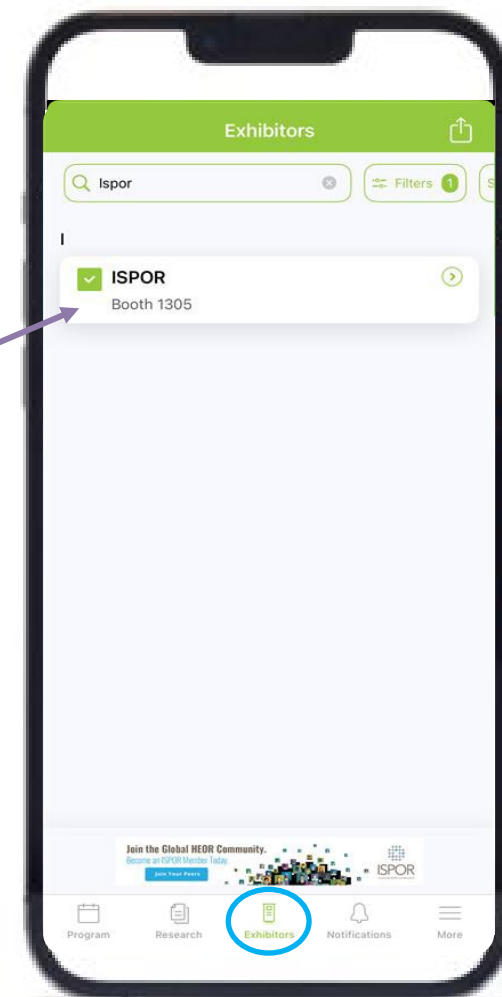 Exhibitors
Ispor
Filters 1
S
I
ISPOR
Booth 1305
Join the Global HEOR Community.
Become an ISPOR Member Today.
Join Your Peers
ISPOR
Program Research Exhibitors Notifications More